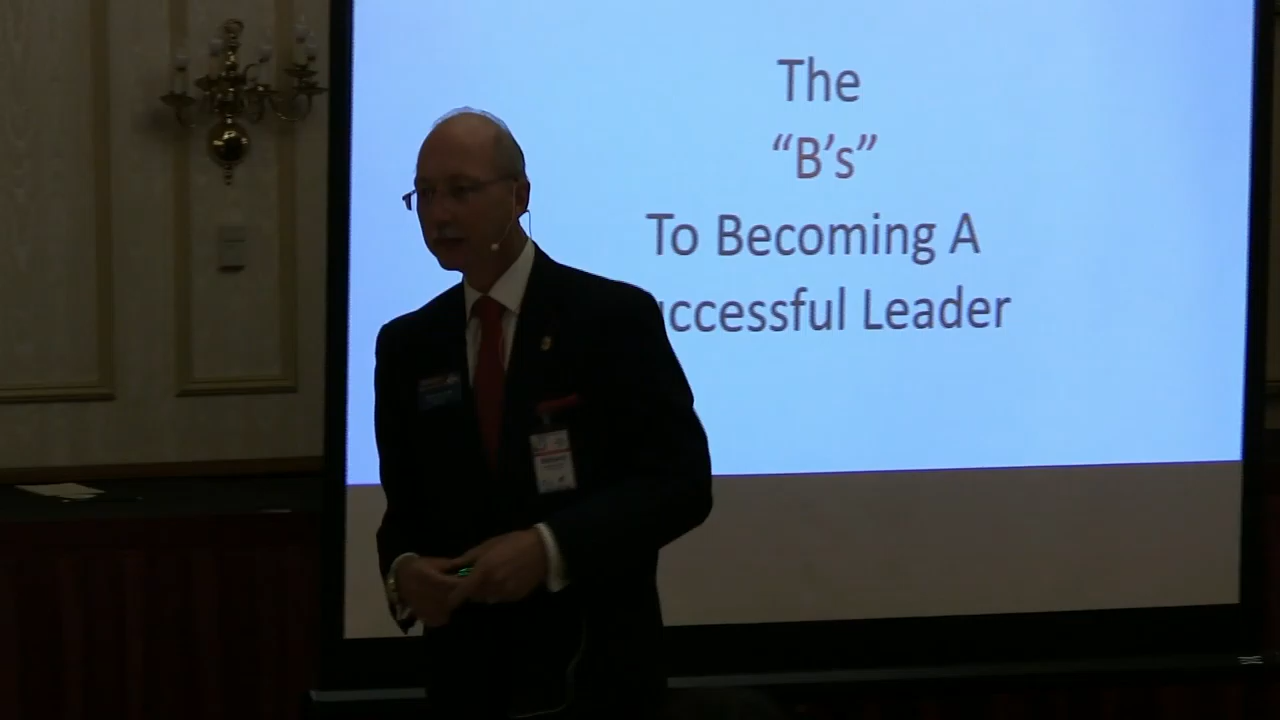 The
“B’s”
To Becoming A
uccessful Leader